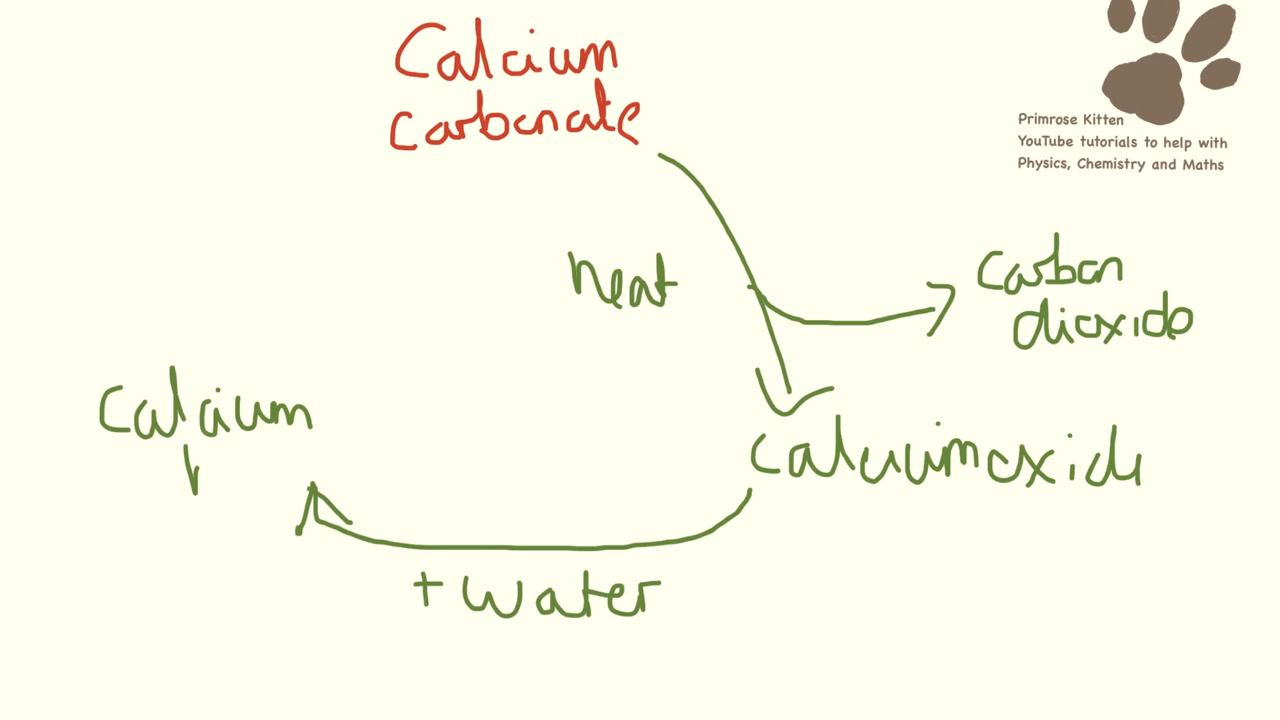 Calcium
carbonate
Primrose Kitten
YouTube tutorials to help with
Physics, Chemistry and Maths
heat
carbon
dioxide
Calcium
calciumoxide
+ water